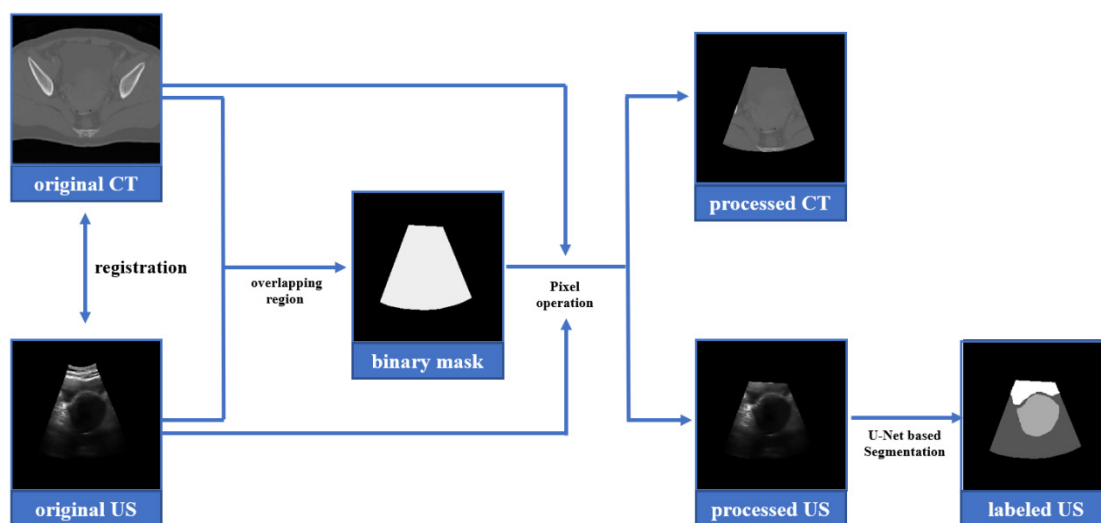 original CT
registration
original US
overlapping
region
binary mask
Pixel
operation
processed CT
processed US
U-Net based
Segmentation
labeled US